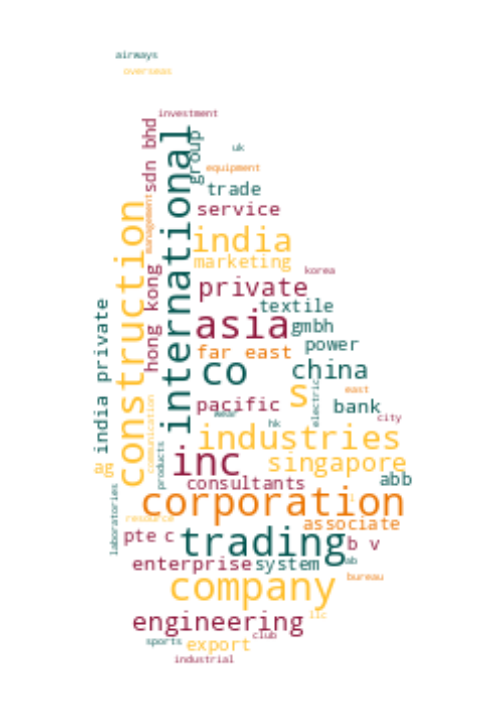 airways
overseas
investment
sdn bhd
international
group
uk
equipment
trade
service
management
construction
india
marketing
korea
hong kong
private
textile
asia
gmbh
india private
power
far east
co
china
electric
east
s
pacific
bank
wear
city
hk
communication
products
industries
inc
singapore
ag
abb
consultants
laboratories
corporation
resource
associate
pte c
trading
b v
ab
enterprise
system
company
bureau
llc
engineering
club
sports
export
industrial